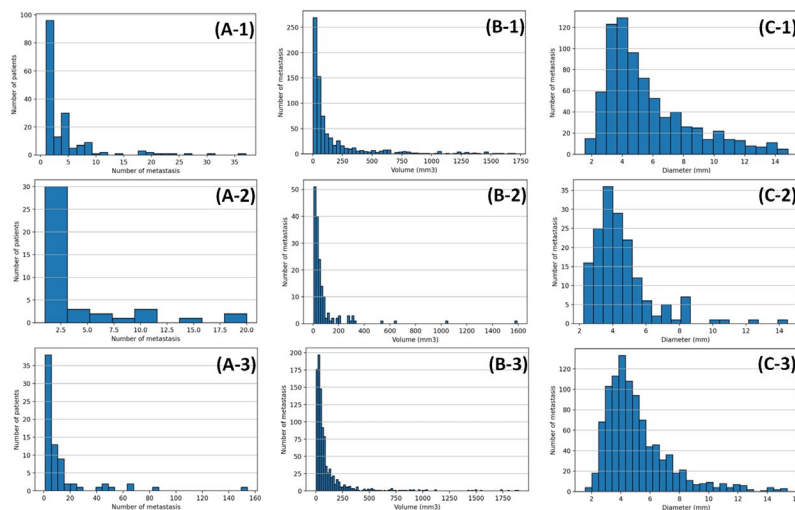 (A-1)
Number of patients
100
80
60
40
20
0
0 5 10 15 20 25 30 35
Number of metastasis
(B-1)
Number of metastasis
250
200
150
100
50
0
0 250 500 750 1000 1250 1500 1750
Volume (mm3)
(C-1)
Number of metastasis
120
100
80
60
40
20
0
2 4 6 8 10 12 14
Diameter (mm)
(A-2)
Number of patients
30
25
20
15
10
5
0
2.5 5.0 7.5 10.0 12.5 15.0 17.5 20.0
Number of metastasis
(B-2)
Number of metastasis
50
40
30
20
10
0
0 200 400 600 800 1000 1200 1400 1600
Volume (mm3)
(C-2)
Number of metastasis
35
30
25
20
15
10
5
0
2 4 6 8 10 12 14
Diameter (mm)
(A-3)
Number of patients
35
30
25
20
15
10
5
0
0 20 40 60 80 100 120 140 160
Number of metastasis
(B-3)
Number of metastasis
200
175
150
125
100
75
50
25
0
0 250 500 750 1000 1250 1500 1750
Volume (mm3)
(C-3)
Number of metastasis
120
100
80
60
40
20
0
2 4 6 8 10 12 14 16
Diameter (mm)